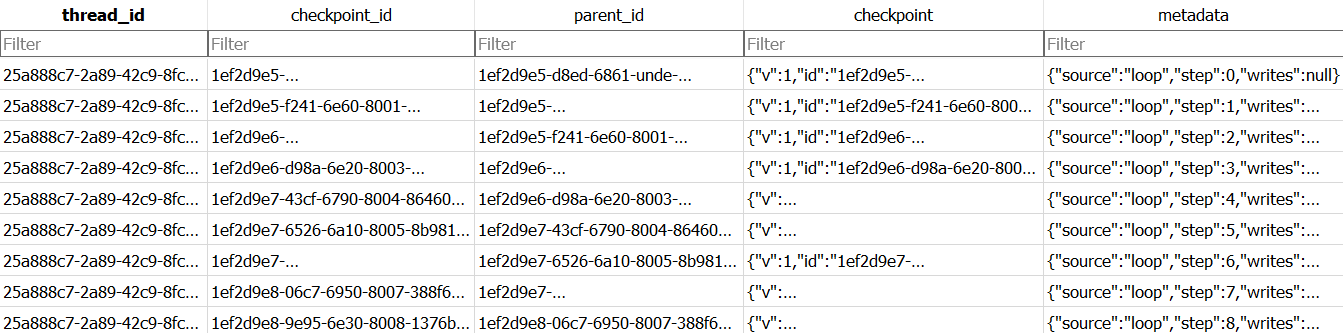 thread_id checkpoint_id parent_id checkpoint metadata
Filter Filter Filter Filter Filter
25a888c7-2a89-42c9-8fc... 1ef2d9e5-... 1ef2d9e5-d8ed-6861-unde-... {"v":1,"id":"1ef2d9e5-... {"source":"loop","step":0,"writes":null}
25a888c7-2a89-42c9-8fc... 1ef2d9e5-f241-6e60-8001-... 1ef2d9e5-... {"v":1,"id":"1ef2d9e5-f241-6e60-800... {"source":"loop","step":1,"writes":...
25a888c7-2a89-42c9-8fc... 1ef2d9e6-... 1ef2d9e5-f241-6e60-8001-... {"v":1,"id":"1ef2d9e6-... {"source":"loop","step":2,"writes":...
25a888c7-2a89-42c9-8fc... 1ef2d9e6-d98a-6e20-8003-... 1ef2d9e6-... {"v":1,"id":"1ef2d9e6-d98a-6e20-800... {"source":"loop","step":3,"writes":...
25a888c7-2a89-42c9-8fc... 1ef2d9e7-43cf-6790-8004-86460... 1ef2d9e6-d98a-6e20-8003-... {"v":... {"source":"loop","step":4,"writes":...
25a888c7-2a89-42c9-8fc... 1ef2d9e7-6526-6a10-8005-8b981... 1ef2d9e7-43cf-6790-8004-86460... {"v":... {"source":"loop","step":5,"writes":...
25a888c7-2a89-42c9-8fc... 1ef2d9e7-... 1ef2d9e7-6526-6a10-8005-8b981... {"v":1,"id":"1ef2d9e7-... {"source":"loop","step":6,"writes":...
25a888c7-2a89-42c9-8fc... 1ef2d9e8-06c7-6950-8007-388f6... 1ef2d9e7-... {"v":... {"source":"loop","step":7,"writes":...
25a888c7-2a89-42c9-8fc... 1ef2d9e8-9e95-6e30-8008-1376b... 1ef2d9e8-06c7-6950-8007-388f6... {"v":... {"source":"loop","step":8,"writes":...